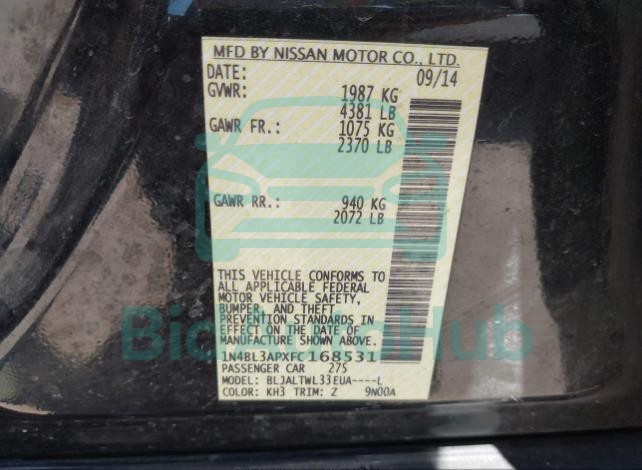 MFD BY NISSAN MOTOR CO., LTD.
DATE: 09/14
GVWR: 1987 KG
4381 LB
GAWR FR.: 1075 KG
2370 LB
GAWR RR.: 940 KG
2072 LB
THIS VEHICLE CONFORMS TO
ALL APPLICABLE FEDERAL
MOTOR VEHICLE SAFETY,
BUMPER, AND THEFT
PREVENTION STANDARDS IN
EFFECT ON THE DATE OF
MANUFACTURE SHOWN ABOVE.
1N4BL3APXFC168531
PASSENGER CAR 275
MODEL: BLJALTWL33EUA----L
COLOR: KH3 TRIM: Z 9N00A